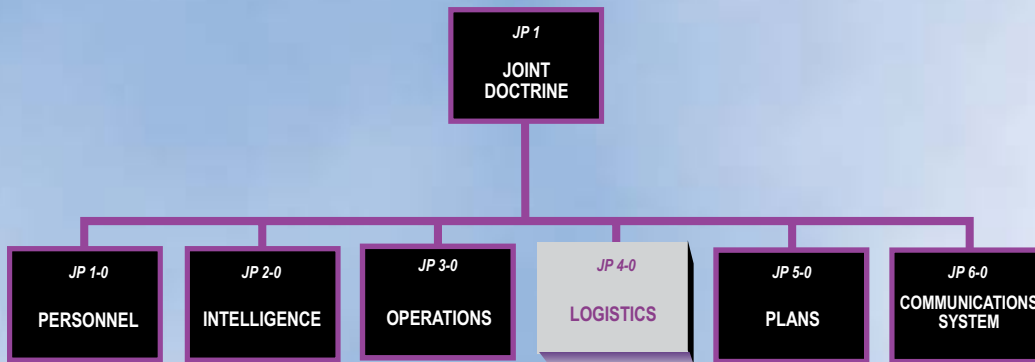 JP 1
JOINT
DOCTRINE
JP 1-0
PERSONNEL
JP 2-0
INTELLIGENCE
JP 3-0
OPERATIONS
JP 4-0
LOGISTICS
JP 5-0
PLANS
JP 6-0
COMMUNICATIONS
SYSTEM